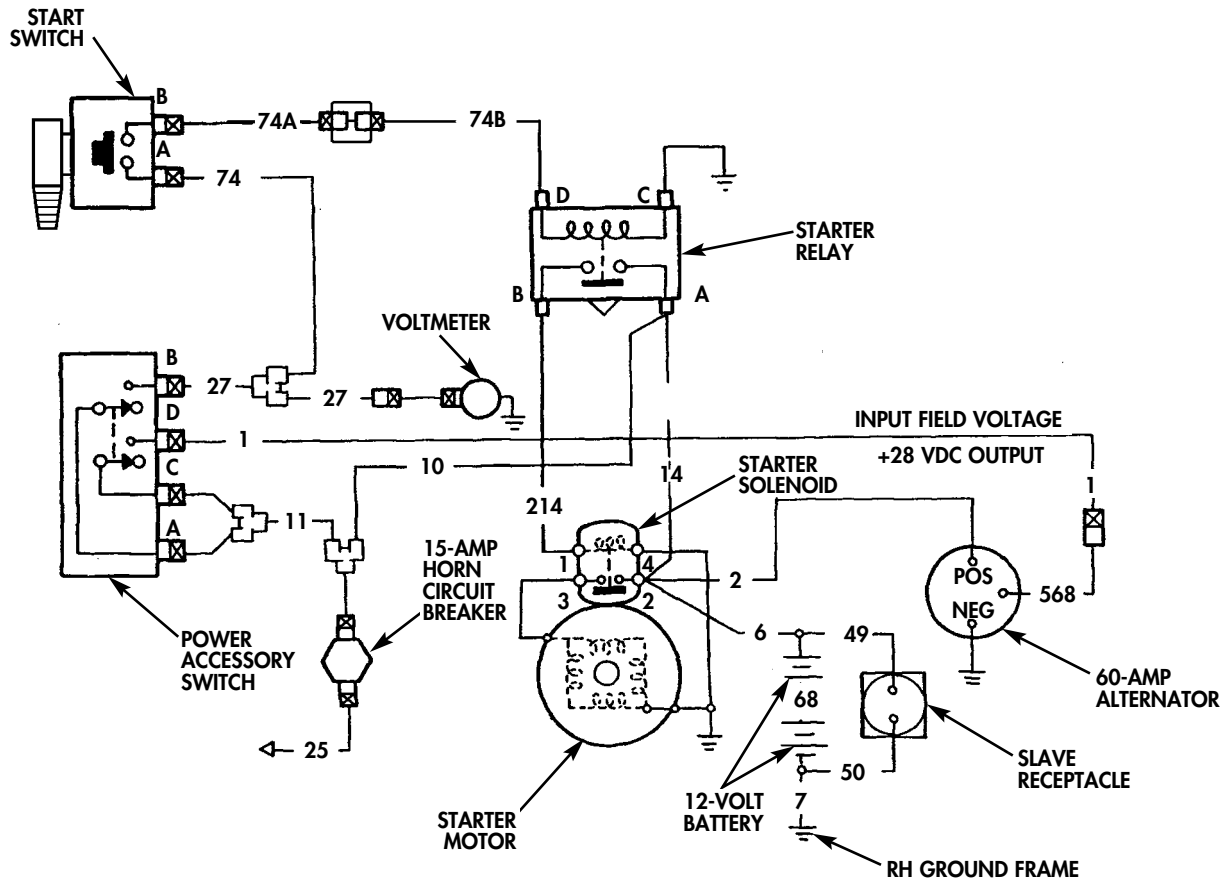 START
SWITCH
B
74A
74B
A
74
D
C
STARTER
RELAY
B
A
VOLTMETER
B
27
27
D
1
INPUT FIELD VOLTAGE
+28 VDC OUTPUT
C
10
14
STARTER
SOLENOID
1
214
11
A
15-AMP
HORN
CIRCUIT
BREAKER
1
4
2
3
2
POS
NEG
568
POWER
ACCESSORY
SWITCH
6
49
60-AMP
ALTERNATOR
68
25
50
SLAVE
RECEPTACLE
12-VOLT
BATTERY
7
STARTER
MOTOR
RH GROUND FRAME